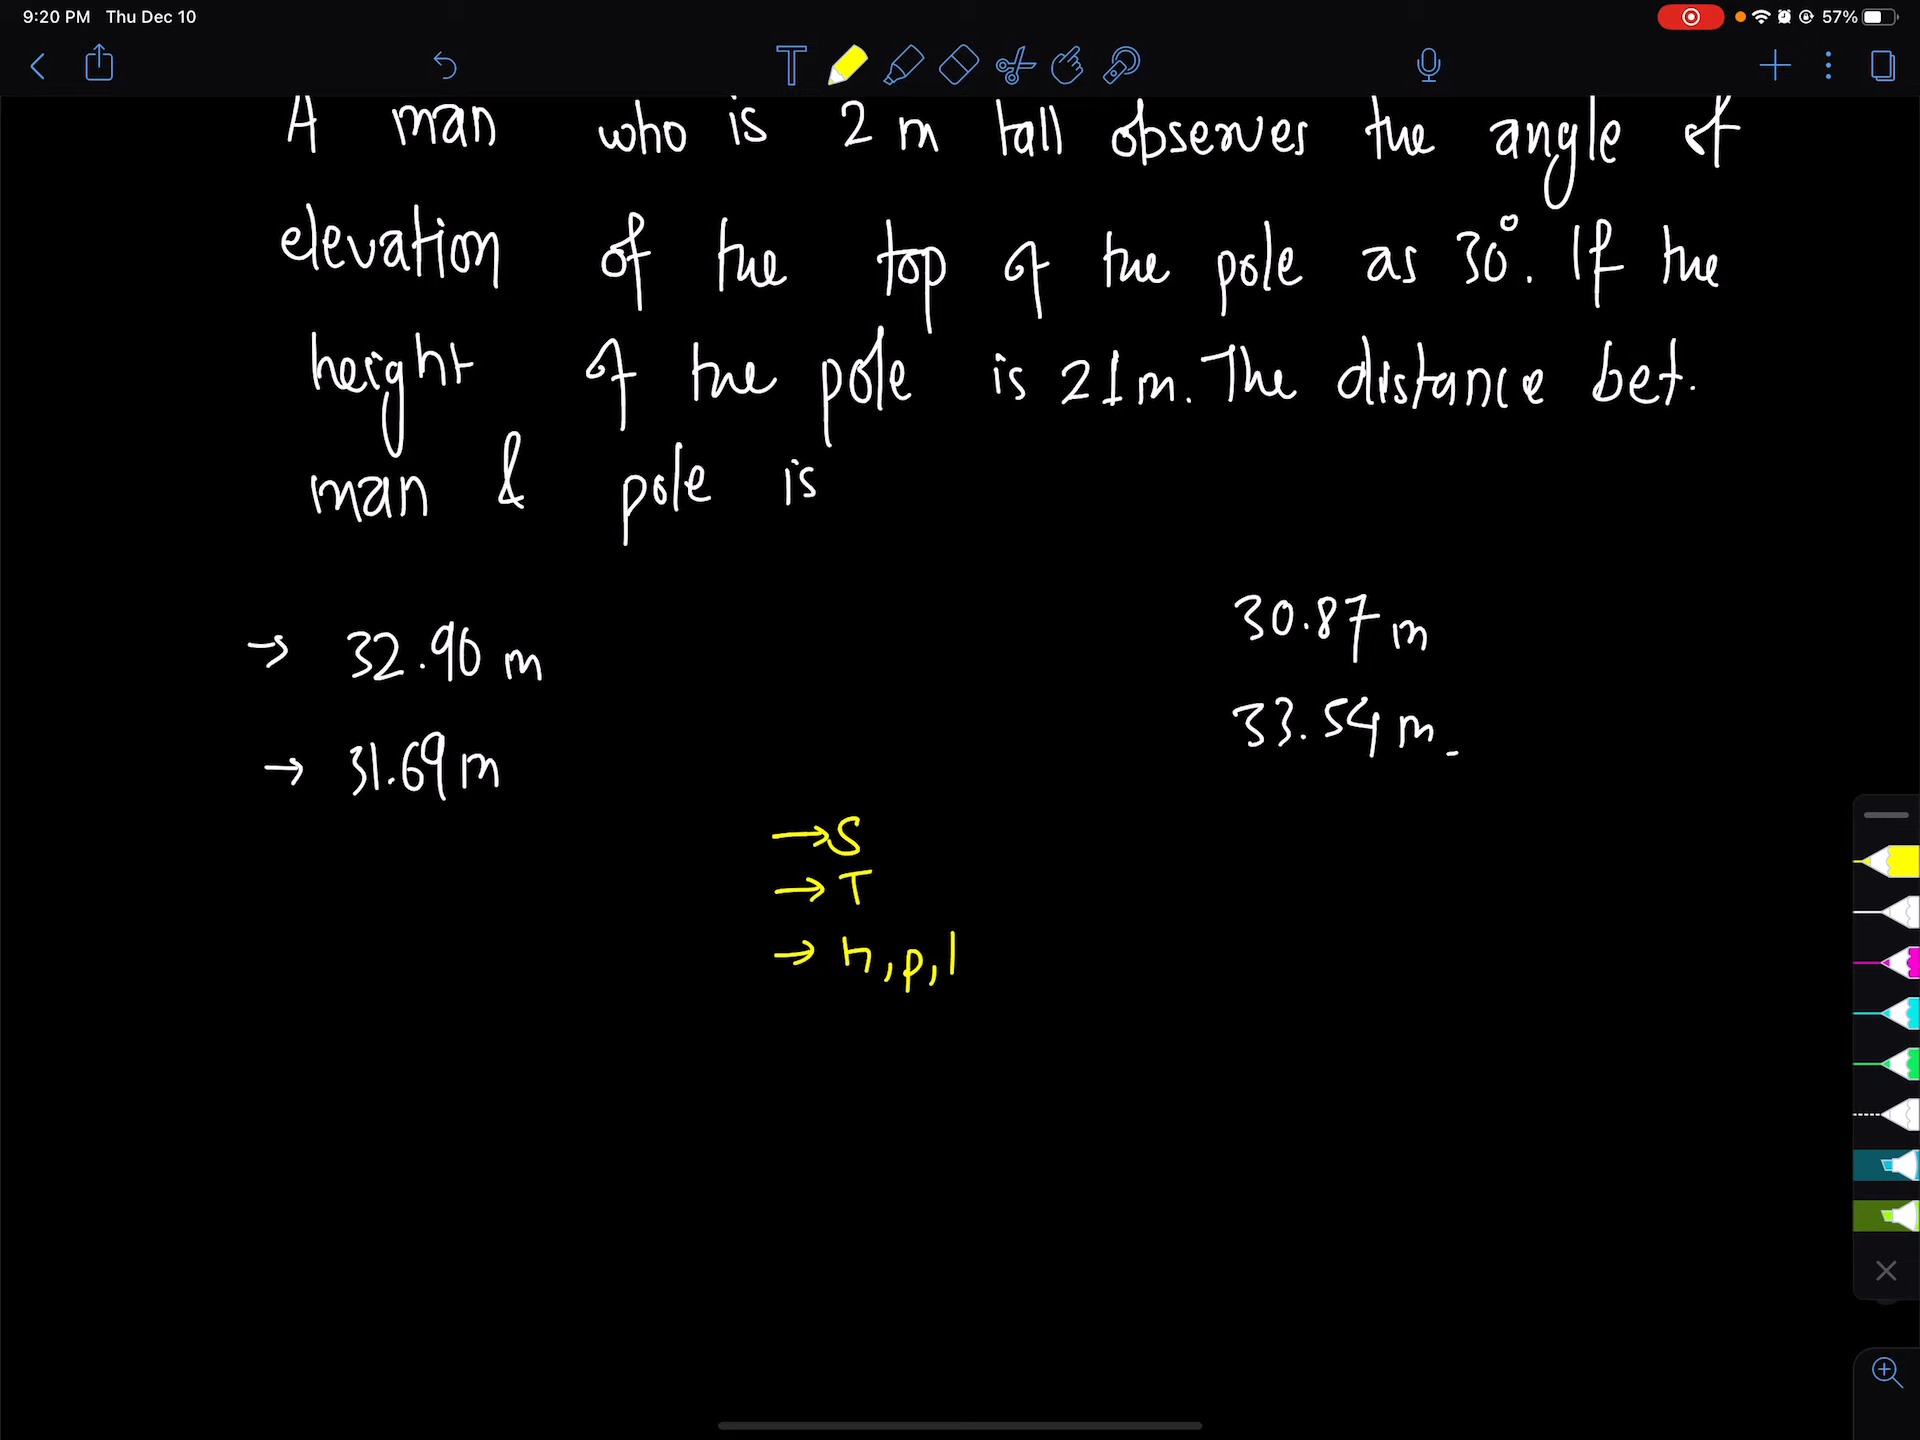 9:20 PM Thu Dec 10
57%
A man who is 2 m tall observes the angle of
elevation of the top of the pole as 30°. If the
height of the pole is 21m. The distance bet.
man & pole is
→ 32.90 m
30.87 m
→ 31.69 m
33.54 m.
→ S
→ T
→ h, p, l